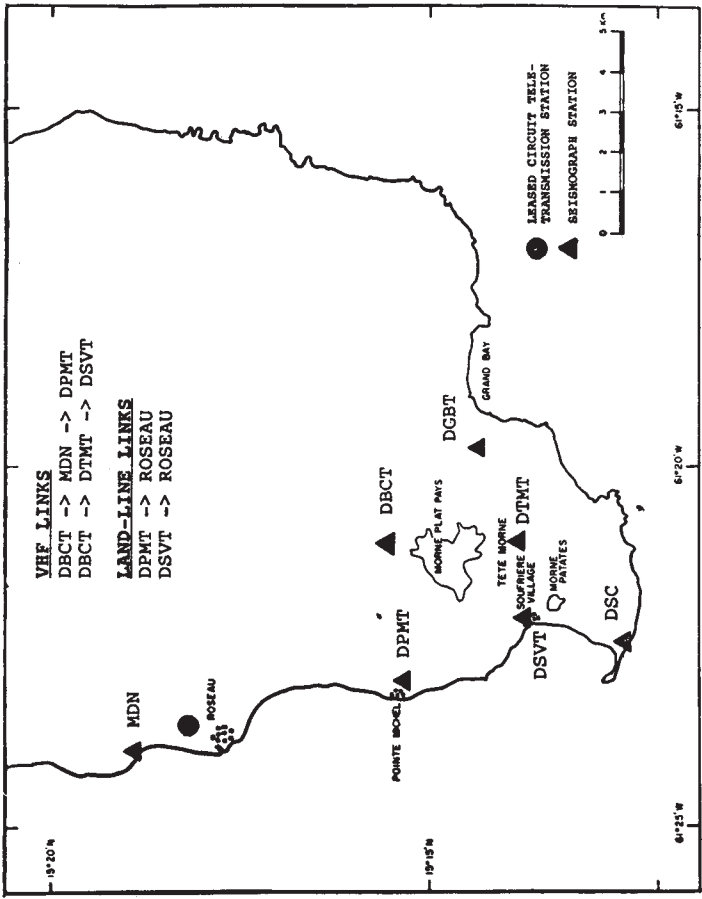 VHF LINKS
DBCT -> MDN -> DPMT
DBCT -> DTMT -> DSVT
LAND-LINE LINKS
DPMT -> ROSEAU
DSVT -> ROSEAU
15°20'N
MDN
ROSEAU
DBCT
DPMT
POINTE MICHEL
15°15'N
MORNE PLAT PAYS
DGBT
GRAND BAY
TETE MORNE
DTMT
SOUFRIERE
VILLAGE
DSVT
MORNE
PATATES
DSC
LEASED CIRCUIT TELE-
TRANSMISSION STATION
SEISMOGRAPH STATION
0 1 2 3 4 5 Km
61°25'W
61°20'W
61°15'W